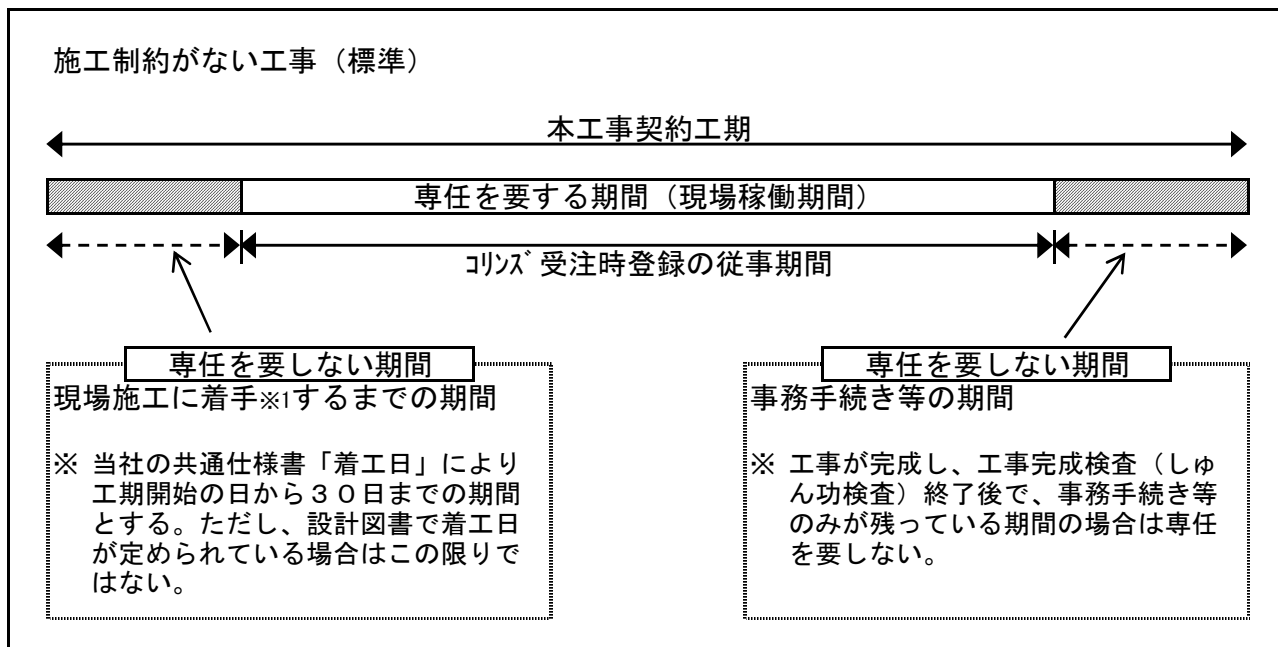 施工制約がない工事（標準）
本工事契約工期
専任を要する期間（現場稼働期間）
ｺﾘﾝｽﾞ受注時登録の従事期間
専任を要しない期間
現場施工に着手※1するまでの期間
※ 当社の共通仕様書「着工日」により
工期開始の日から３０日までの期間
とする。ただし、設計図書で着工日
が定められている場合はこの限りで
はない。
専任を要しない期間
事務手続き等の期間
※ 工事が完成し、工事完成検査（しゅ
ん功検査）終了後で、事務手続き等
のみが残っている期間の場合は専任
を要しない。